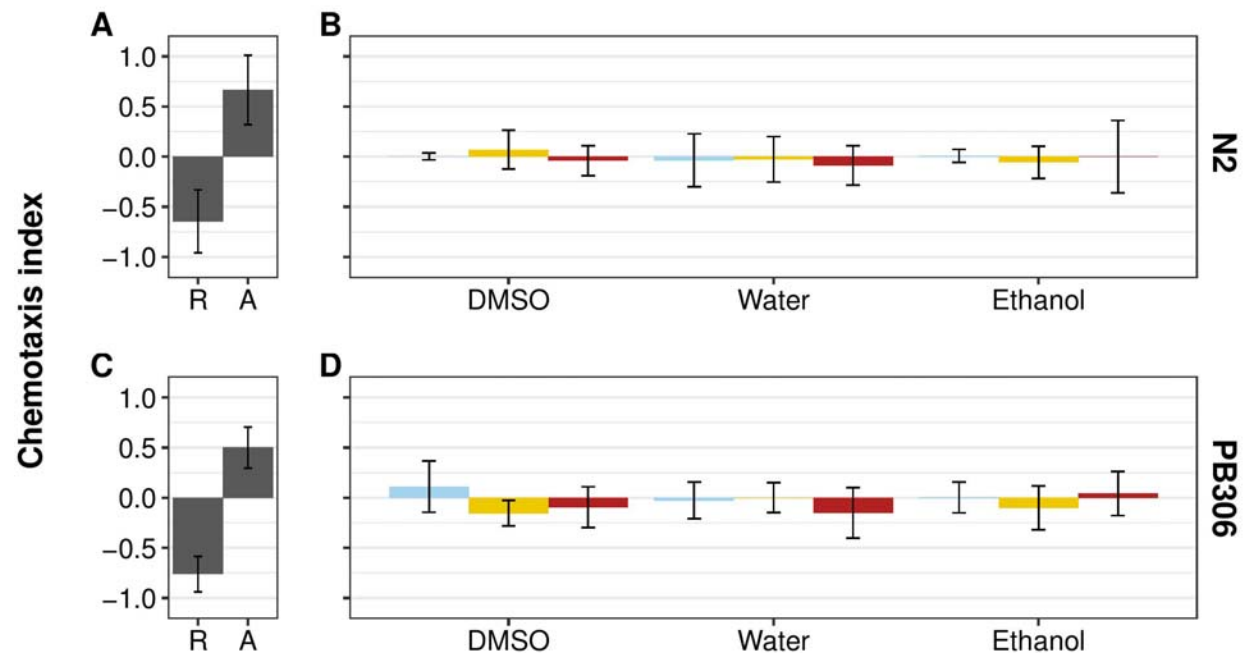 A
B
1.0
0.5
0.0
−0.5
−1.0
R A
DMSO Water Ethanol
N2
Chemotaxis index
C
D
1.0
0.5
0.0
−0.5
−1.0
R A
DMSO Water Ethanol
PB306